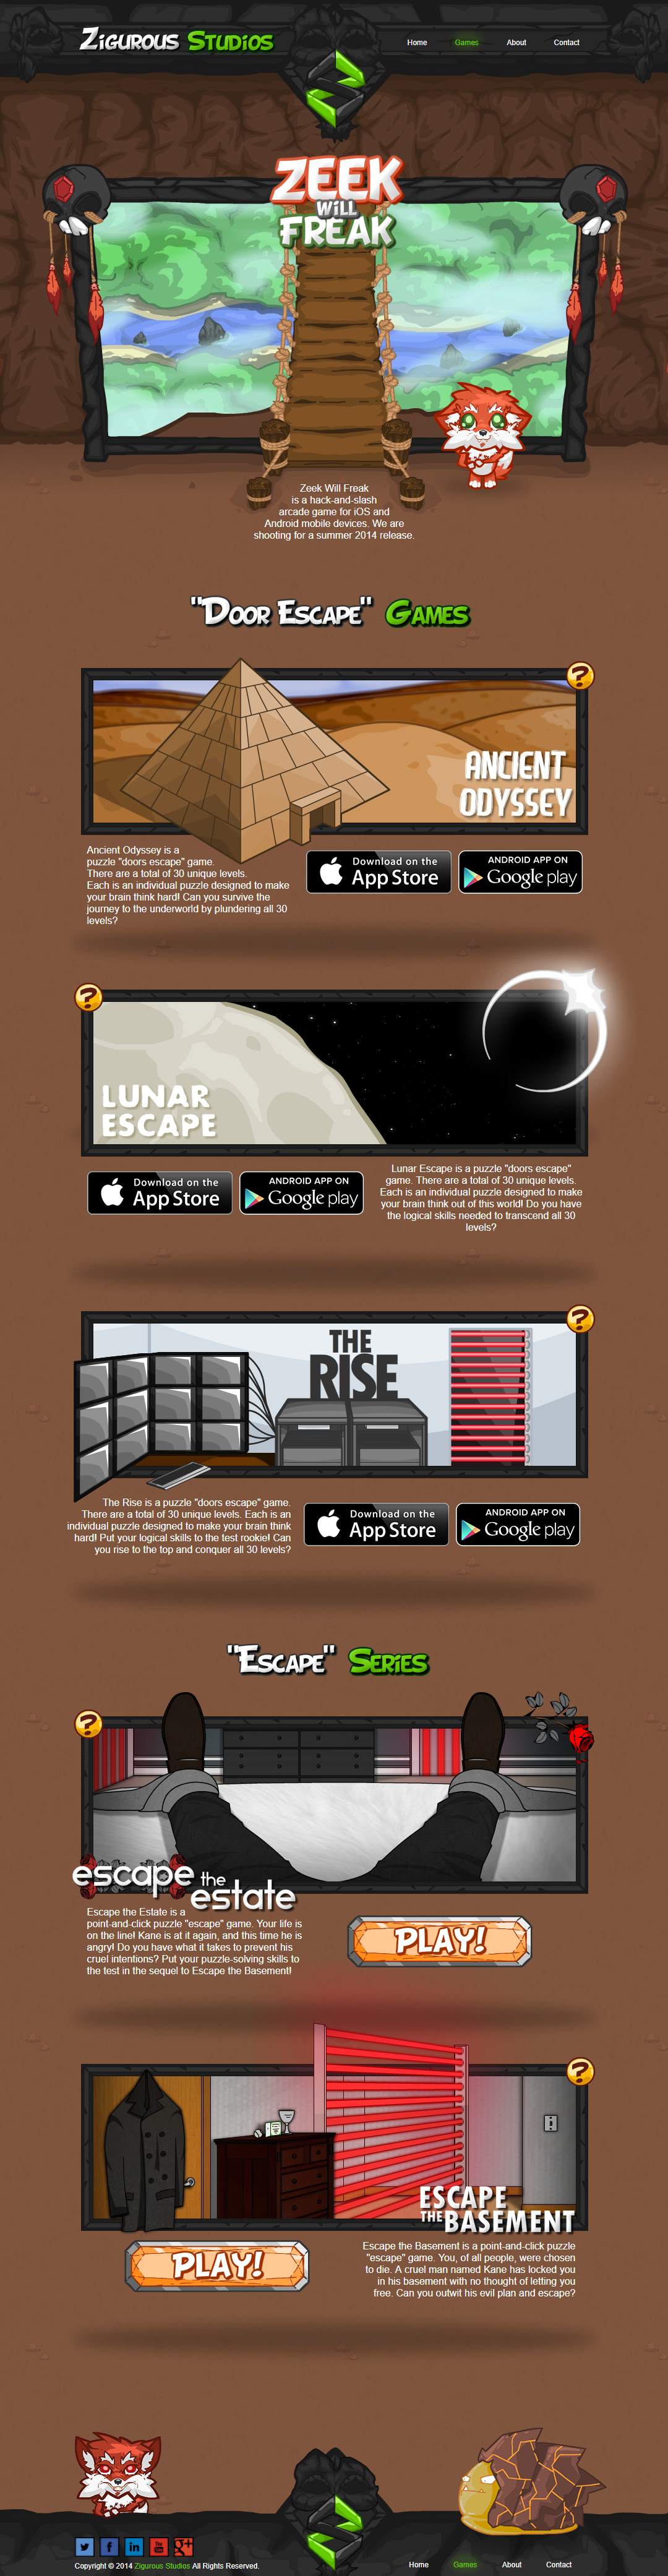 Zigurous Studios
Home Games About Contact
ZEEK
WiLL
FREAK
Zeek Will Freak
is a hack-and-slash
arcade game for iOS and
Android mobile devices. We are
shooting for a summer 2014 release.
"Door Escape" Games
?
ANCIENT
ODYSSEY
Ancient Odyssey is a
puzzle "doors escape" game.
There are a total of 30 unique levels.
Each is an individual puzzle designed to make
your brain think hard! Can you survive the
journey to the underworld by plundering all 30
levels?
Download on the
App Store
ANDROID APP ON
Google play
?
LUNAR
ESCAPE
Download on the
App Store
ANDROID APP ON
Google play
Lunar Escape is a puzzle "doors escape"
game. There are a total of 30 unique levels.
Each is an individual puzzle designed to make
your brain think out of this world! Do you have
the logical skills needed to transcend all 30
levels?
?
THE
RISE
The Rise is a puzzle "doors escape" game.
There are a total of 30 unique levels. Each is an
individual puzzle designed to make your brain think
hard! Put your logical skills to the test rookie! Can
you rise to the top and conquer all 30 levels?
Download on the
App Store
ANDROID APP ON
Google play
"Escape" Series
?
escape the
estate
Escape the Estate is a
point-and-click puzzle "escape" game. Your life is
on the line! Kane is at it again, and this time he is
angry! Do you have what it takes to prevent his
cruel intentions? Put your puzzle-solving skills to
the test in the sequel to Escape the Basement!
PLAY!
?
ESCAPE
THE BASEMENT
PLAY!
Escape the Basement is a point-and-click puzzle
"escape" game. You, of all people, were chosen
to die. A cruel man named Kane has locked you
in his basement with no thought of letting you
free. Can you outwit his evil plan and escape?
f in You Tube g+
Copyright © 2014 Zigurous Studios All Rights Reserved.
Home Games About Contact